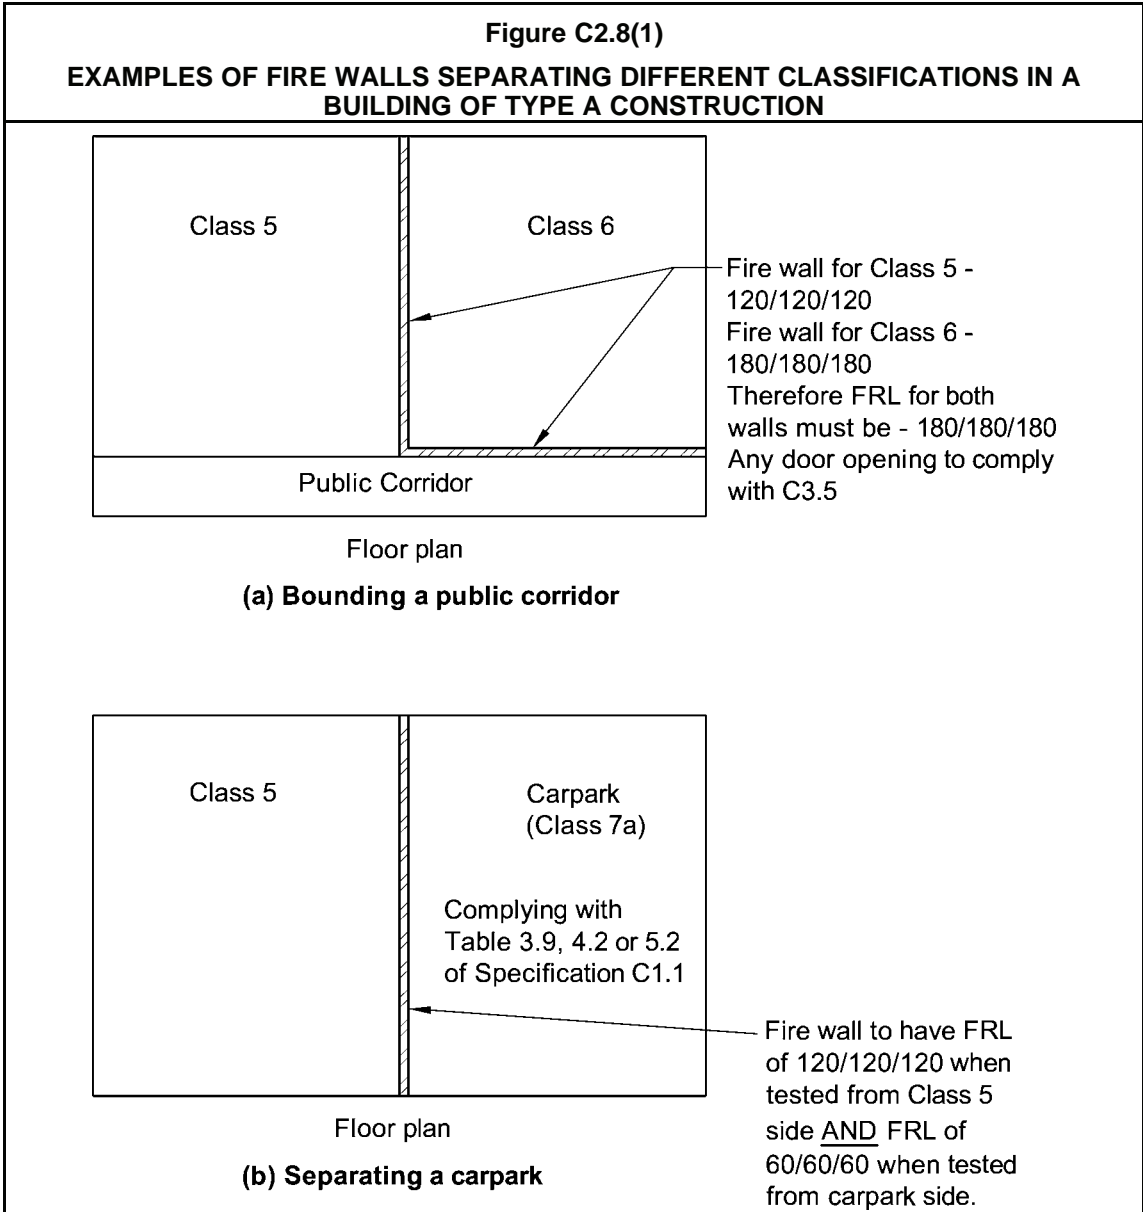 Figure C2.8(1)
EXAMPLES OF FIRE WALLS SEPARATING DIFFERENT CLASSIFICATIONS IN A
BUILDING OF TYPE A CONSTRUCTION
Class 5
Class 6
Fire wall for Class 5 -
120/120/120
Fire wall for Class 6 -
180/180/180
Therefore FRL for both
walls must be - 180/180/180
Any door opening to comply
with C3.5
Public Corridor
Floor plan
(a) Bounding a public corridor
Class 5
Carpark
(Class 7a)
Complying with
Table 3.9, 4.2 or 5.2
of Specification C1.1
Fire wall to have FRL
of 120/120/120 when
tested from Class 5
side AND FRL of
60/60/60 when tested
from carpark side.
Floor plan
(b) Separating a carpark